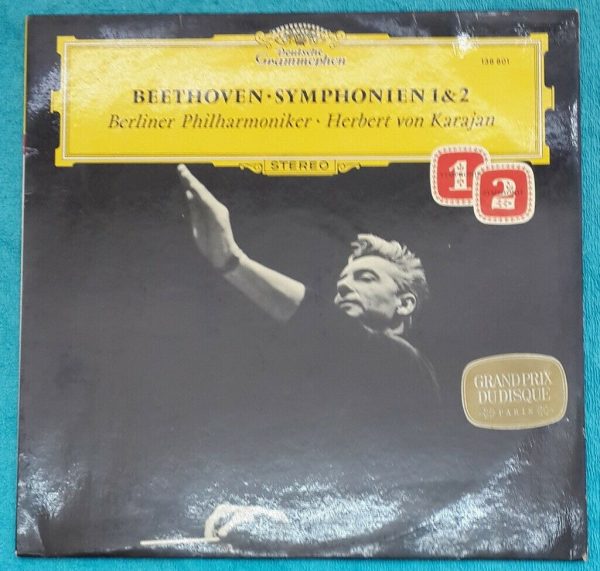 Deutsche
Grammophon
138 801
BEETHOVEN · SYMPHONIEN 1 & 2
Berliner Philharmoniker · Herbert von Karajan
STEREO
1
2
GRAND PRIX
DU DISQUE
PARIS